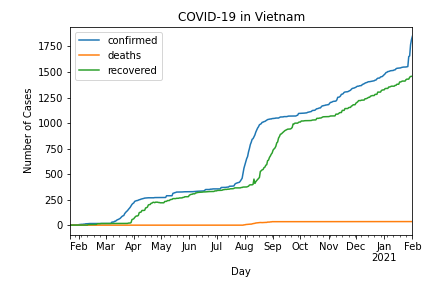 COVID-19 in Vietnam
confirmed
deaths
recovered
1750
1500
1250
1000
750
500
250
0
Number of Cases
Feb Mar Apr May Jun Jul Aug Sep Oct Nov Dec Jan Feb
2021
Day